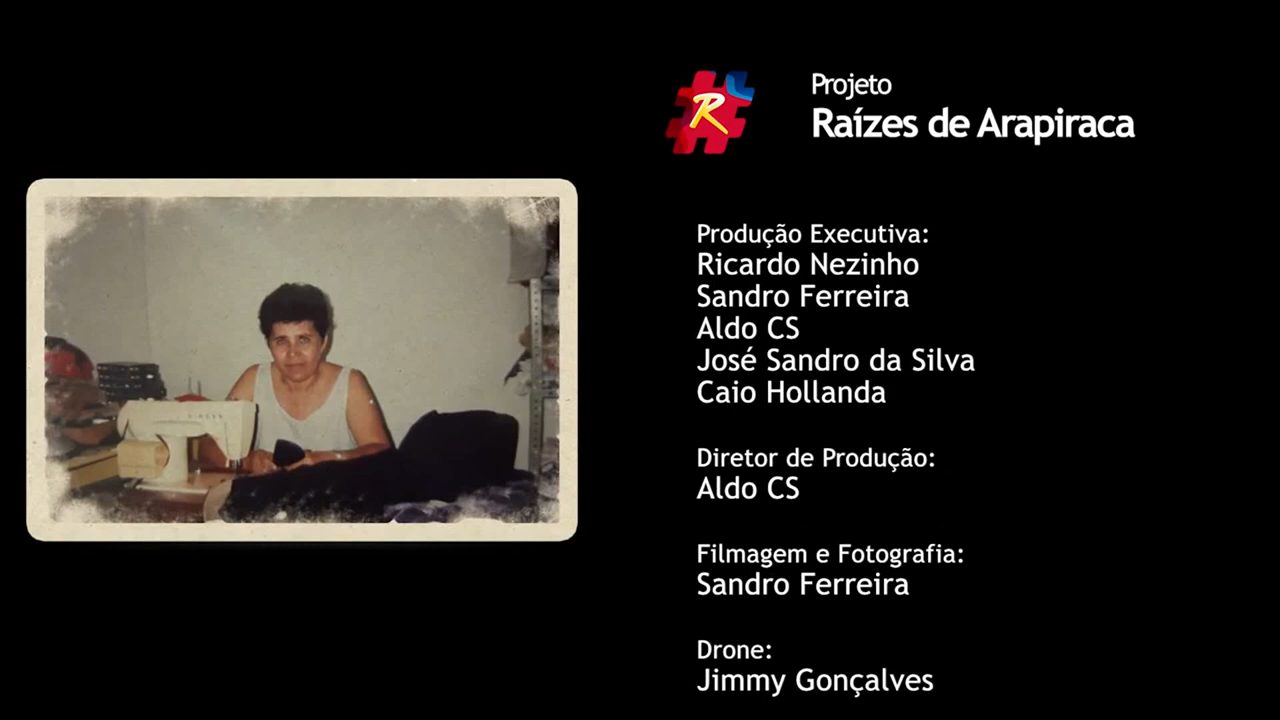 R
Projeto
Raízes de Arapiraca
Produção Executiva:
Ricardo Nezinho
Sandro Ferreira
Aldo CS
José Sandro da Silva
Caio Hollanda
Diretor de Produção:
Aldo CS
Filmagem e Fotografia:
Sandro Ferreira
Drone:
Jimmy Gonçalves
SINGER